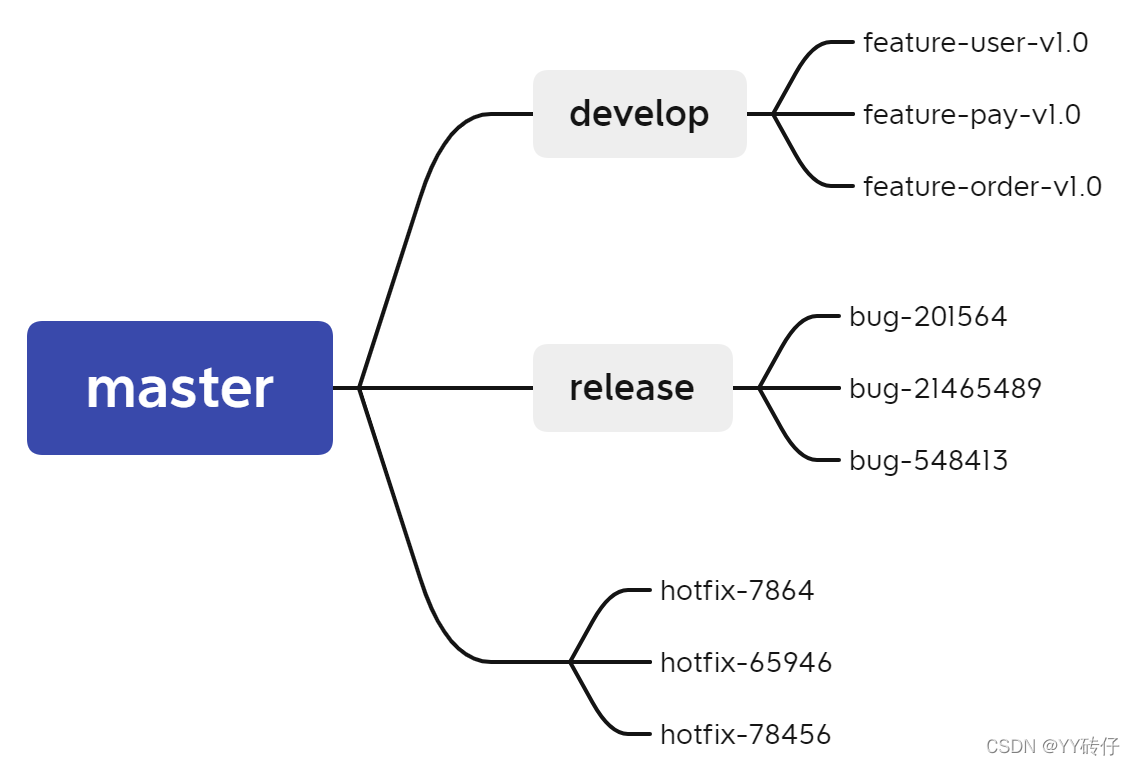 master
develop
feature-user-v1.0
feature-pay-v1.0
feature-order-v1.0
release
bug-201564
bug-21465489
bug-548413
hotfix-7864
hotfix-65946
hotfix-78456
CSDN @YY砖仔